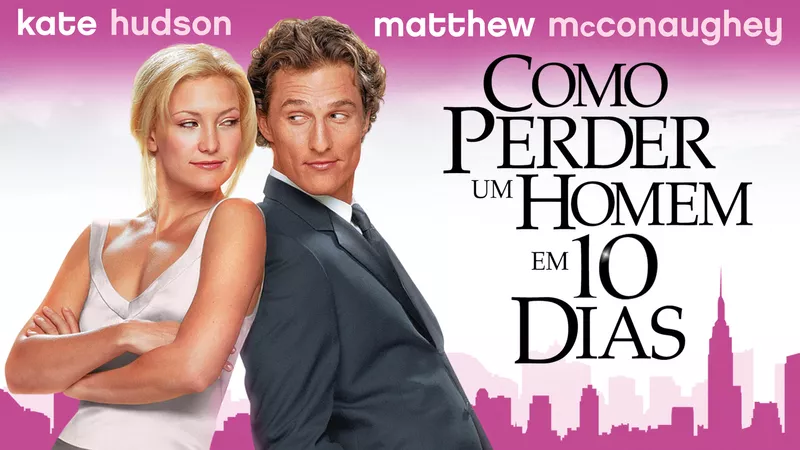 kate hudson
matthew mcconaughey
COMO
PERDER
UM HOMEM
EM 10
DIAS